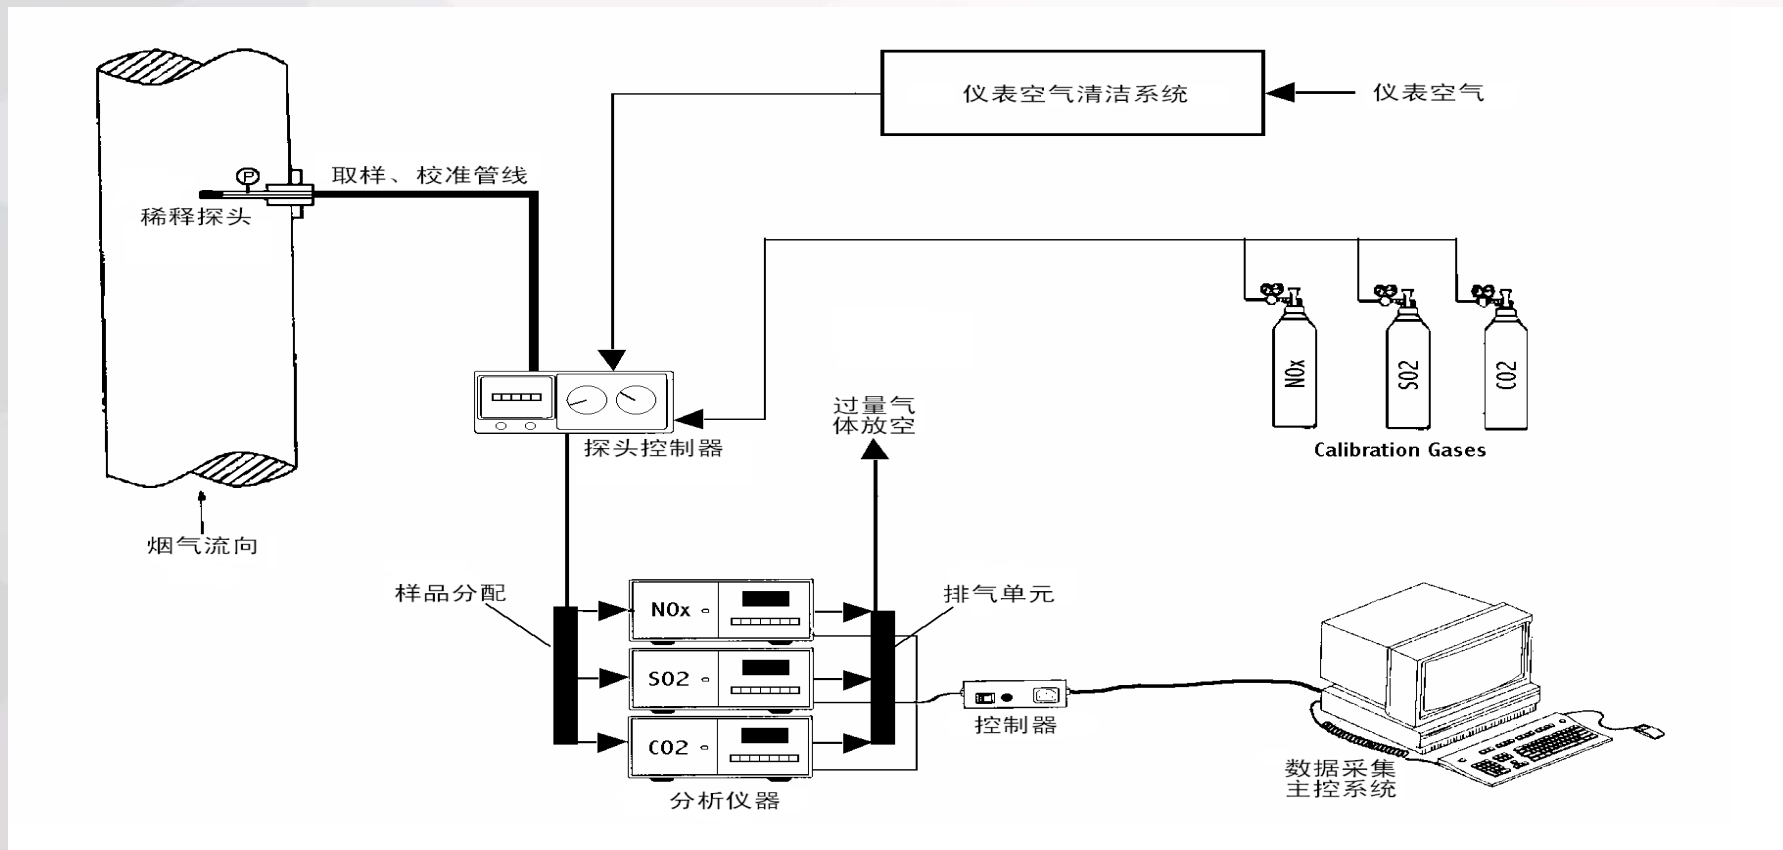 仪表空气清洁系统
仪表空气
取样、校准管线
P
稀释探头
NOx
SO2
CO2
Calibration Gases
过量气
体放空
探头控制器
烟气流向
样品分配
排气单元
NOx
SO2
CO2
控制器
分析仪器
数据采集
主控系统